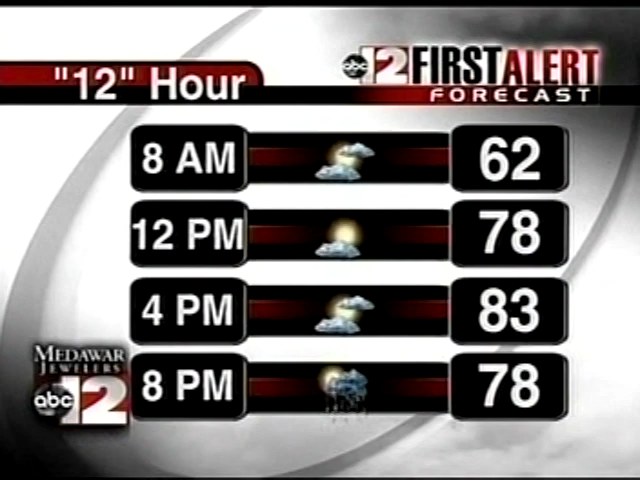 "12" Hour
abc 12 FIRST ALERT
FORECAST
8 AM 62
12 PM 78
4 PM 83
8 PM 78
MEDAWAR
JEWELERS
abc 12